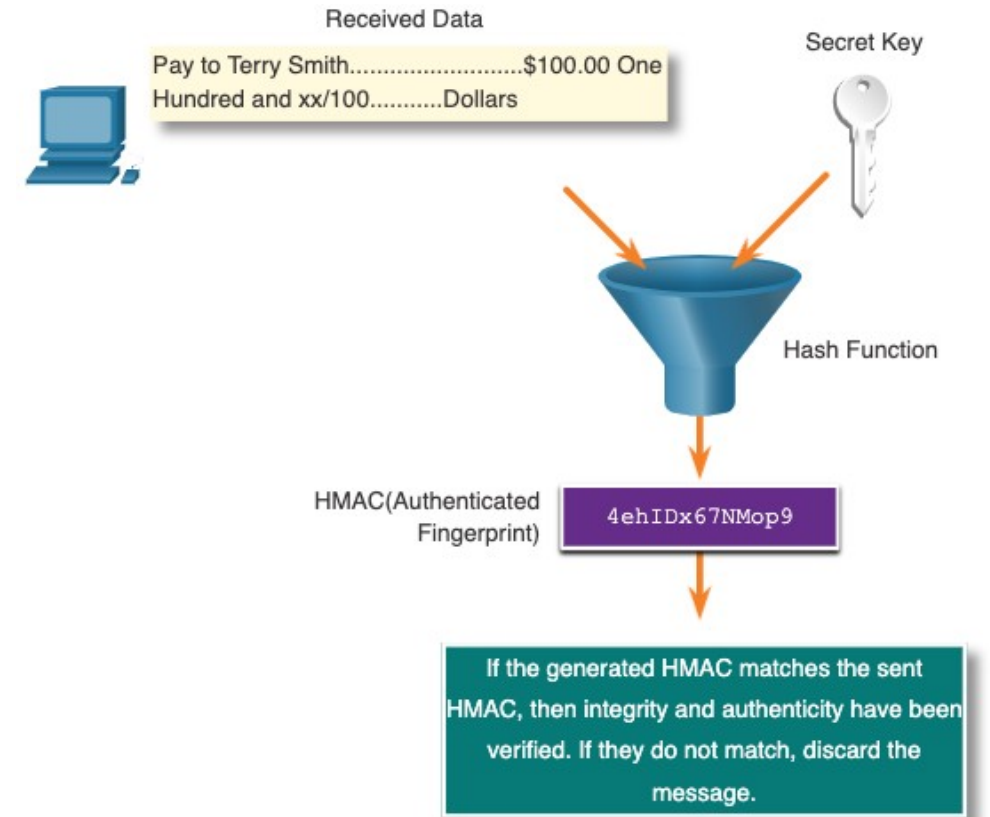 Received Data
Secret Key
Pay to Terry Smith..........................$100.00 One
Hundred and xx/100...........Dollars
Hash Function
HMAC(Authenticated
Fingerprint)
4ehIDx67NMop9
If the generated HMAC matches the sent
HMAC, then integrity and authenticity have been
verified. If they do not match, discard the
message.